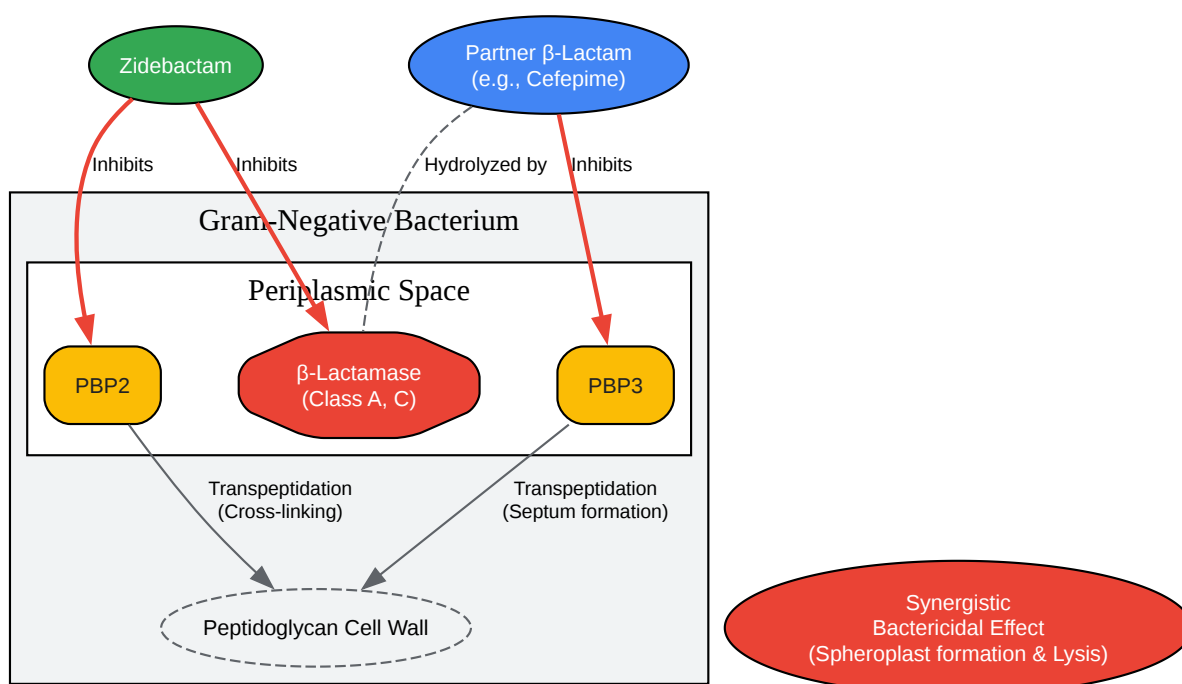 Zidebactam
Partner β-Lactam
(e.g., Cefepime)
Inhibits
Inhibits
Hydrolyzed by
Inhibits
Gram-Negative Bacterium
Periplasmic Space
PBP2
β-Lactamase
(Class A, C)
PBP3
Transpeptidation
(Cross-linking)
Transpeptidation
(Septum formation)
Peptidoglycan Cell Wall
Synergistic
Bactericidal Effect
(Spheroplast formation & Lysis)